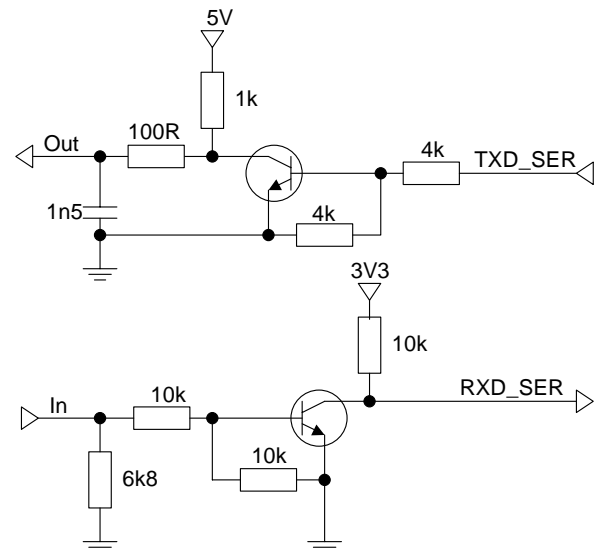 5V
1k
Out
100R
4k
TXD_SER
1n5
4k
3V3
10k
In
10k
RXD_SER
10k
6k8